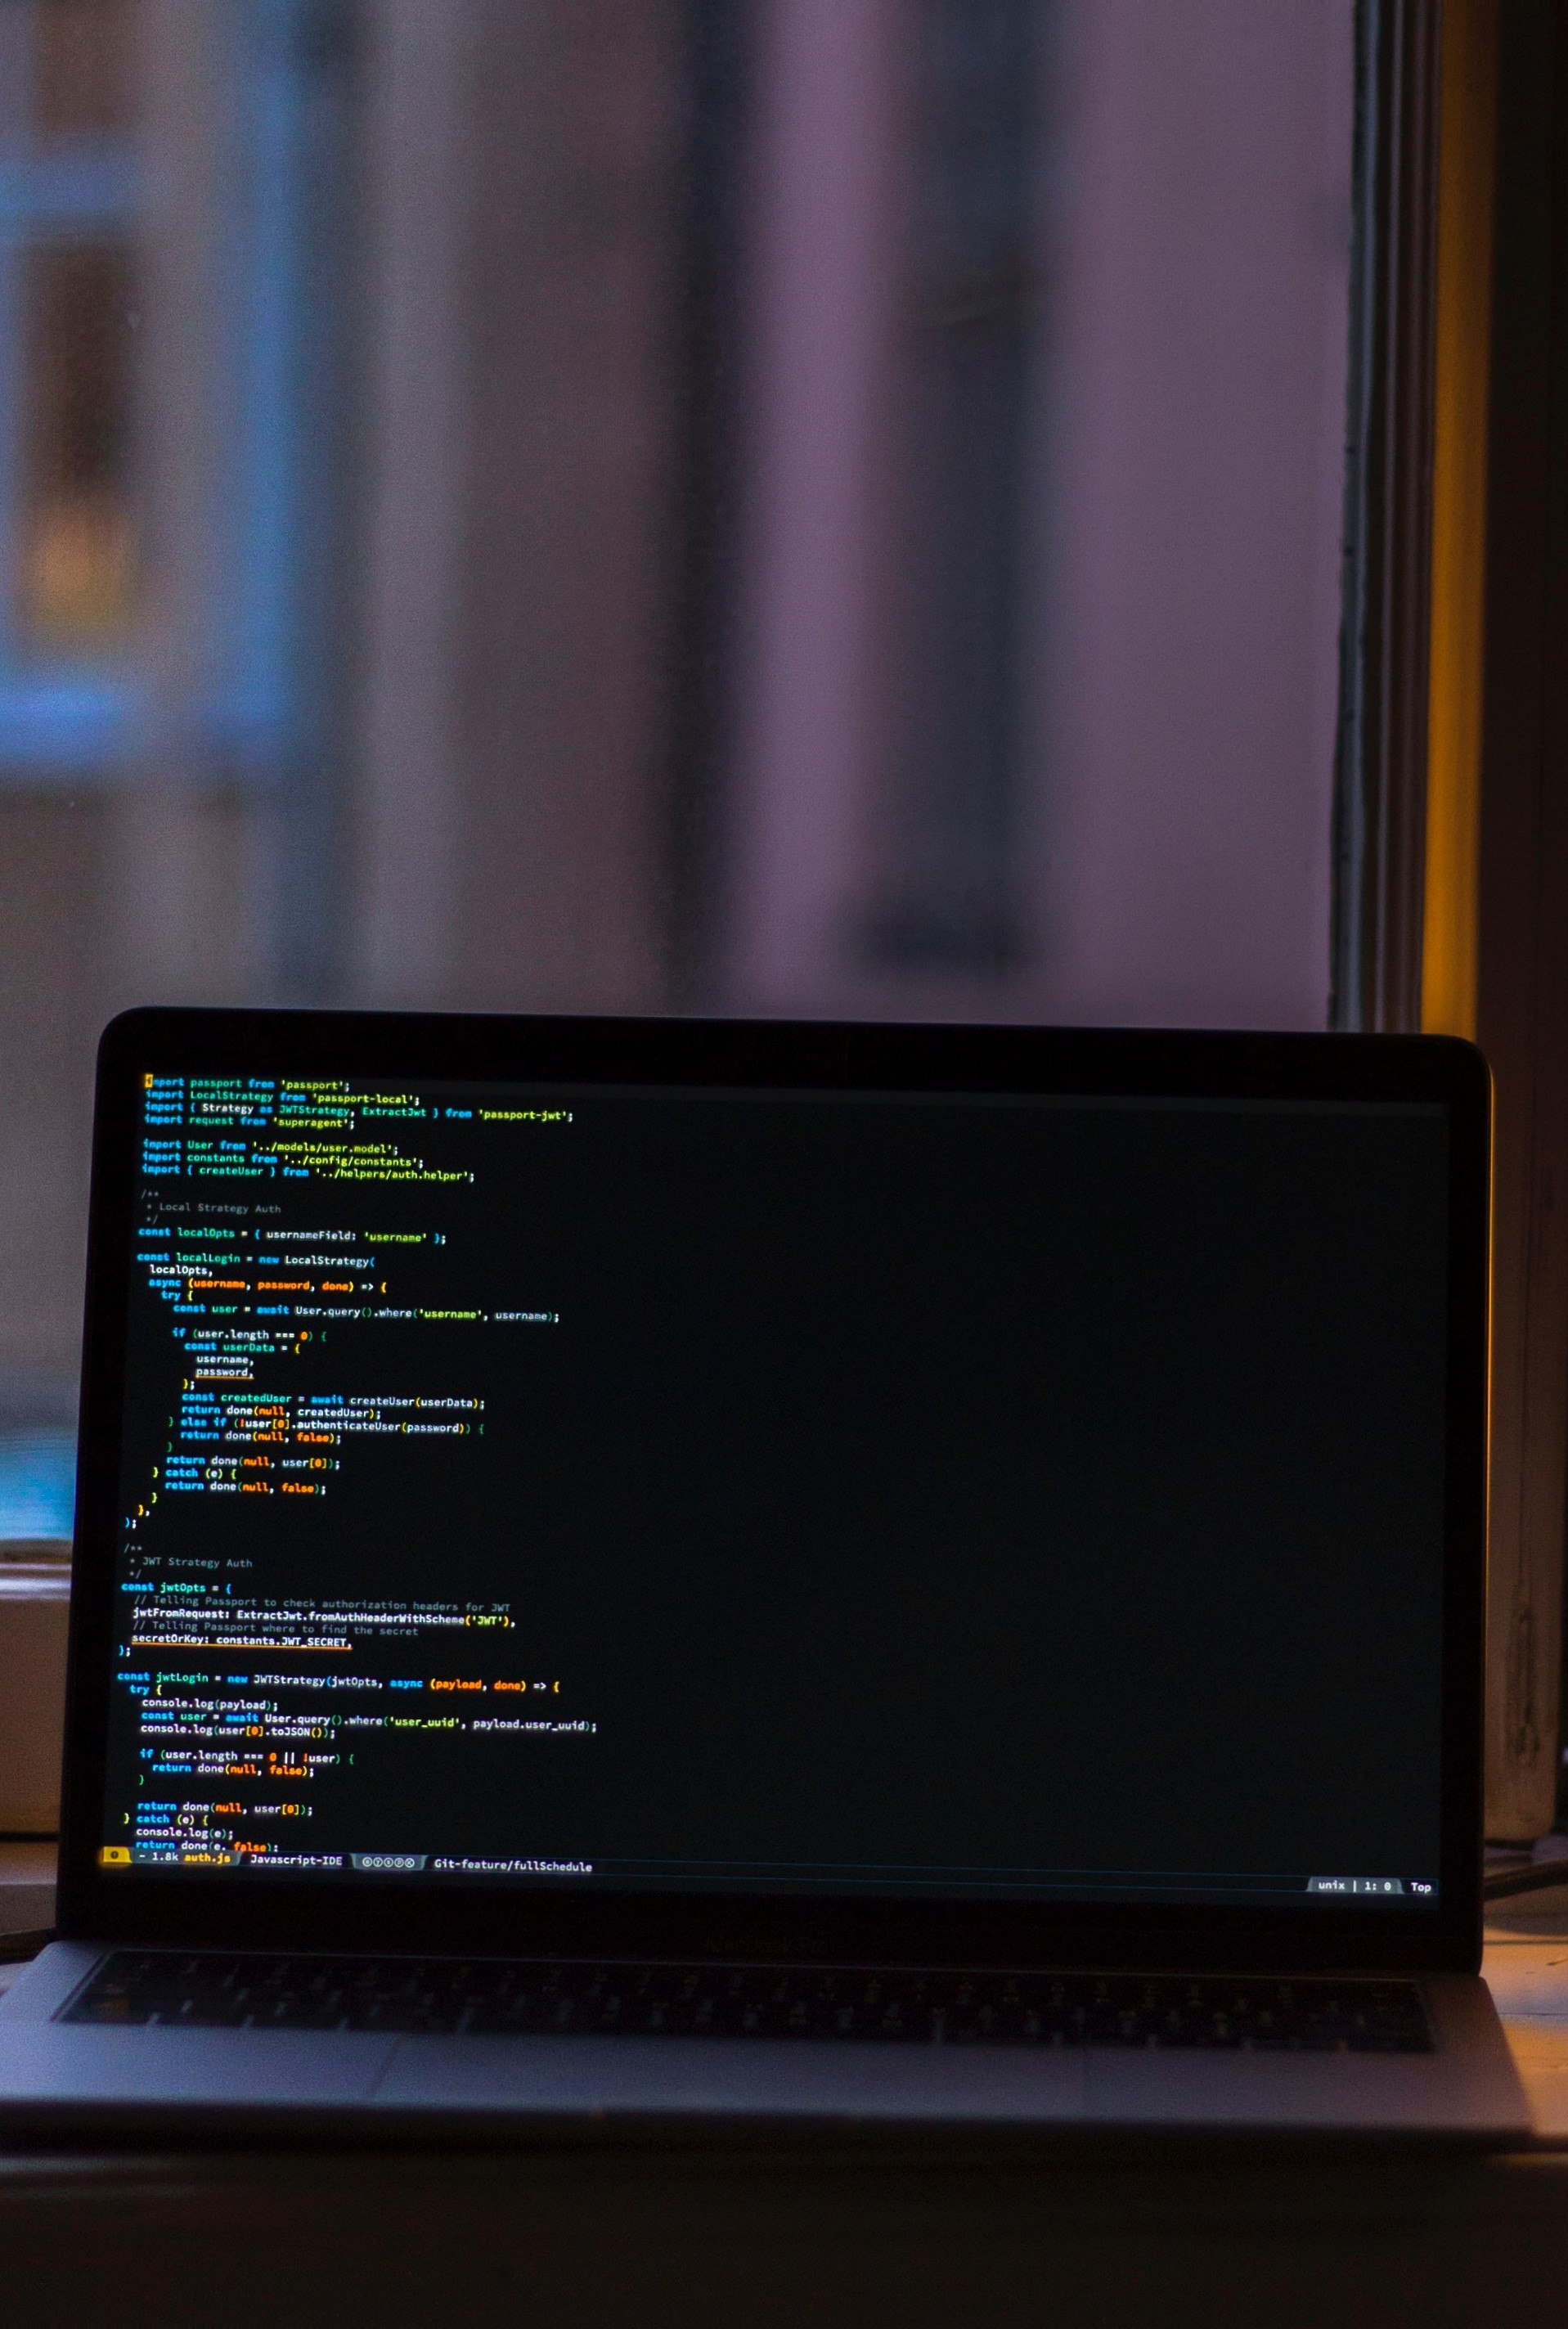 import passport from 'passport';
import LocalStrategy from 'passport-local';
import { Strategy as JWTStrategy, ExtractJwt } from 'passport-jwt';
import request from 'superagent';
import User from '../models/user.model';
import constants from '../config/constants';
import { createUser } from '../helpers/auth.helper';
/**
* Local Strategy Auth
*/
const localOpts = { usernameField: 'username' };
const localLogin = new LocalStrategy(
localOpts,
async (username, password, done) => {
try {
const user = await User.query().where('username', username);
if (user.length === 0) {
const userData = {
username,
password,
};
const createdUser = await createUser(userData);
return done(null, createdUser);
} else if (!user[0].authenticateUser(password)) {
return done(null, false);
}
return done(null, user[0]);
} catch (e) {
return done(null, false);
}
},
);
/**
* JWT Strategy Auth
*/
const jwtOpts = {
// Telling Passport to check authorization headers for JWT
jwtFromRequest: ExtractJwt.fromAuthHeaderWithScheme('JWT'),
// Telling Passport where to find the secret
secretOrKey: constants.JWT_SECRET,
};
const jwtLogin = new JWTStrategy(jwtOpts, async (payload, done) => {
try {
console.log(payload);
const user = await User.query().where('user_uuid', payload.user_uuid);
console.log(user[0].toJSON());
if (user.length === 0 || !user) {
return done(null, false);
}
return done(null, user[0]);
} catch (e) {
console.log(e);
return done(e, false);
- 1.8k auth.js Javascript-IDE Git-feature/fullSchedule unix | 1: 0 Top